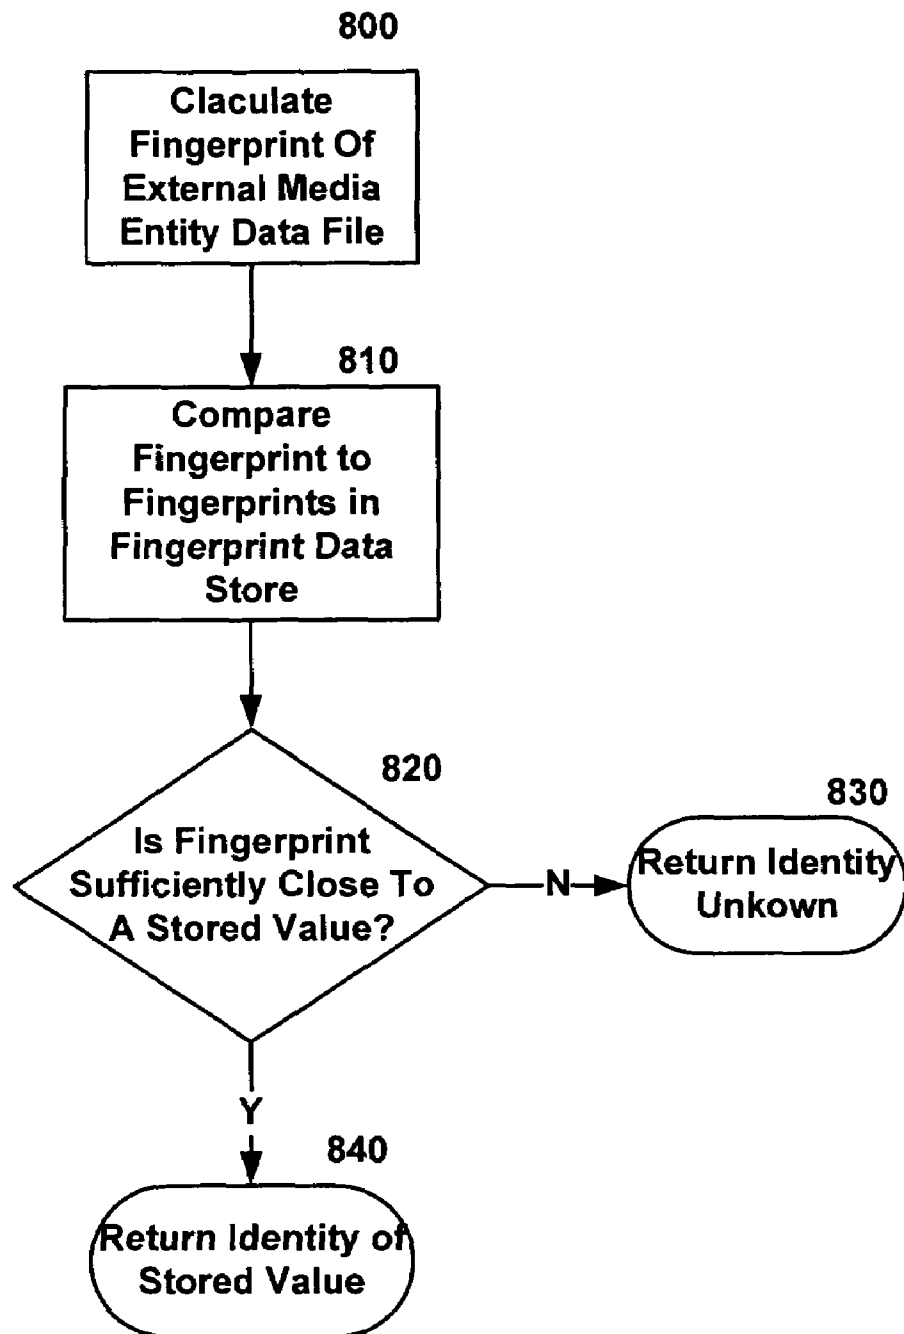 800
Claculate
Fingerprint Of
External Media
Entity Data File
810
Compare
Fingerprint to
Fingerprints in
Fingerprint Data
Store
820
Is Fingerprint
Sufficiently Close To
A Stored Value?
N
830
Return Identity
Unkown
Y
840
Return Identity of
Stored Value